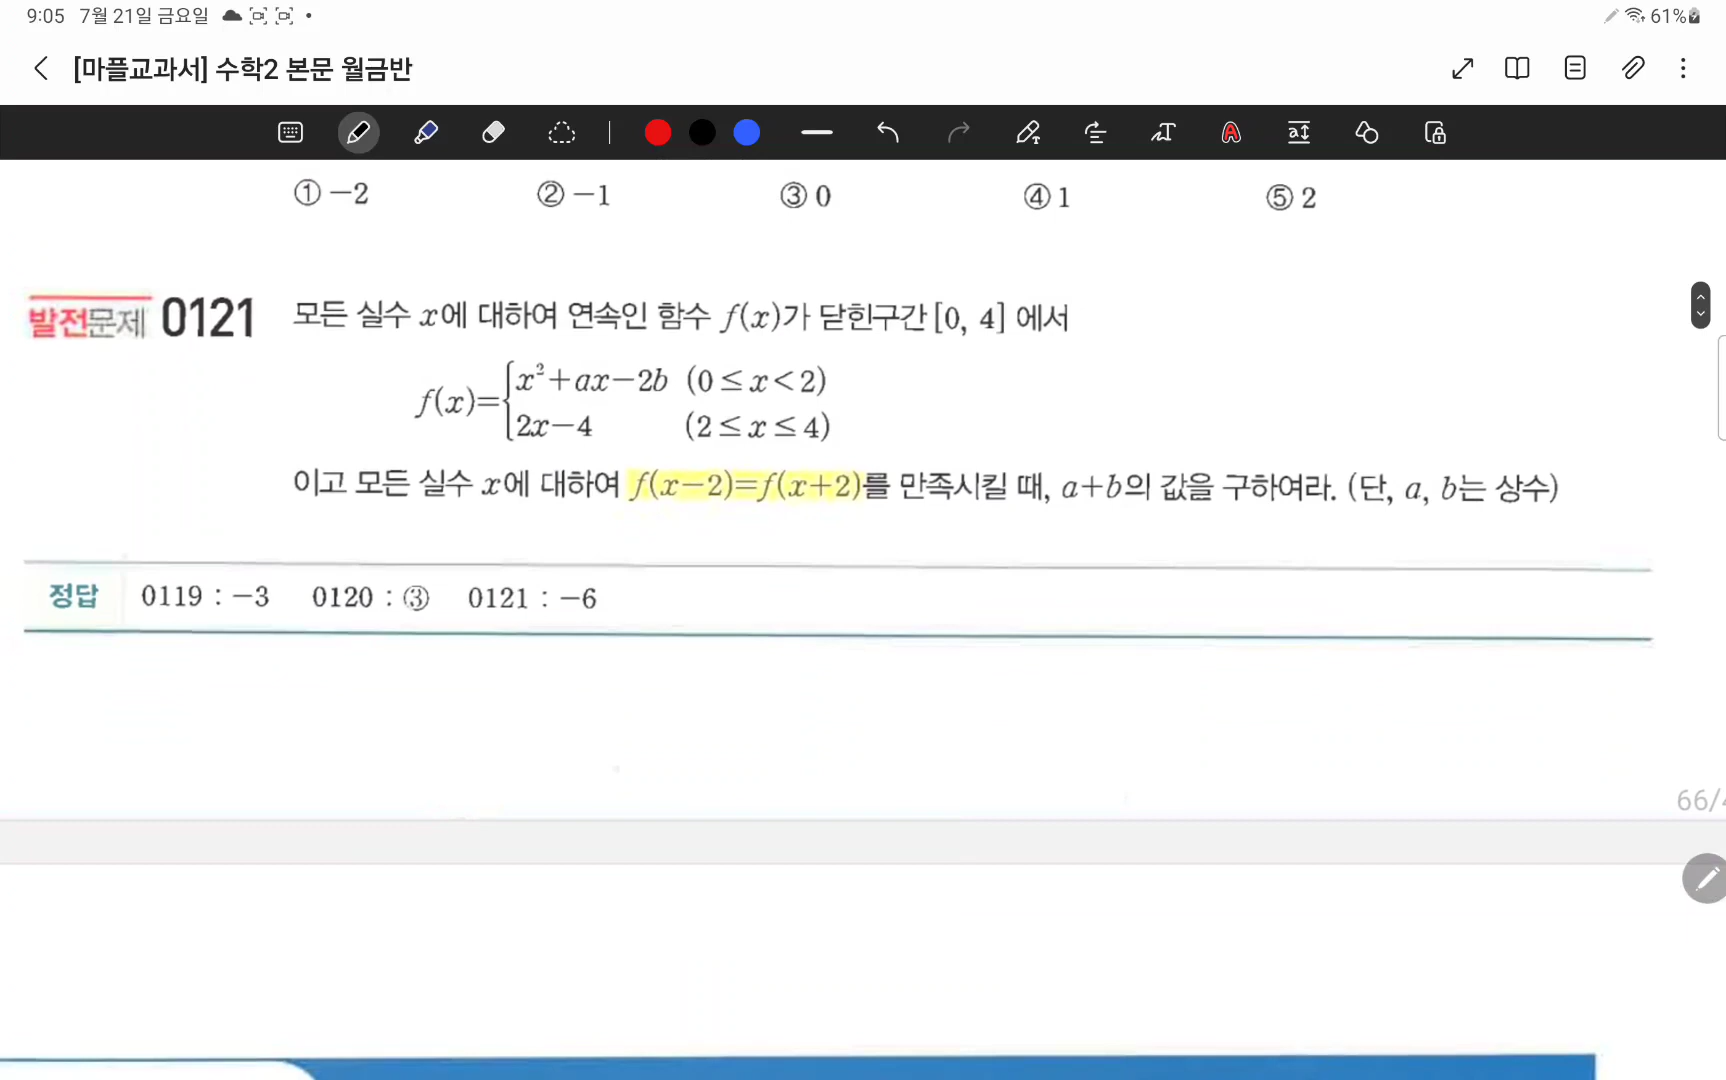 9:05 7월 21일 금요일
61%
[마플교과서] 수학2 본문 월금반
① −2 ② −1 ③ 0 ④ 1 ⑤ 2
발전문제 0121 모든 실수 x에 대하여 연속인 함수 f(x)가 닫힌구간 [0, 4] 에서
f(x)={x²+ax−2b (0≤x<2)
2x−4 (2≤x≤4)
이고 모든 실수 x에 대하여 f(x−2)=f(x+2)를 만족시킬 때, a+b의 값을 구하여라. (단, a, b는 상수)
정답 0119 : −3 0120 : ③ 0121 : −6
66/